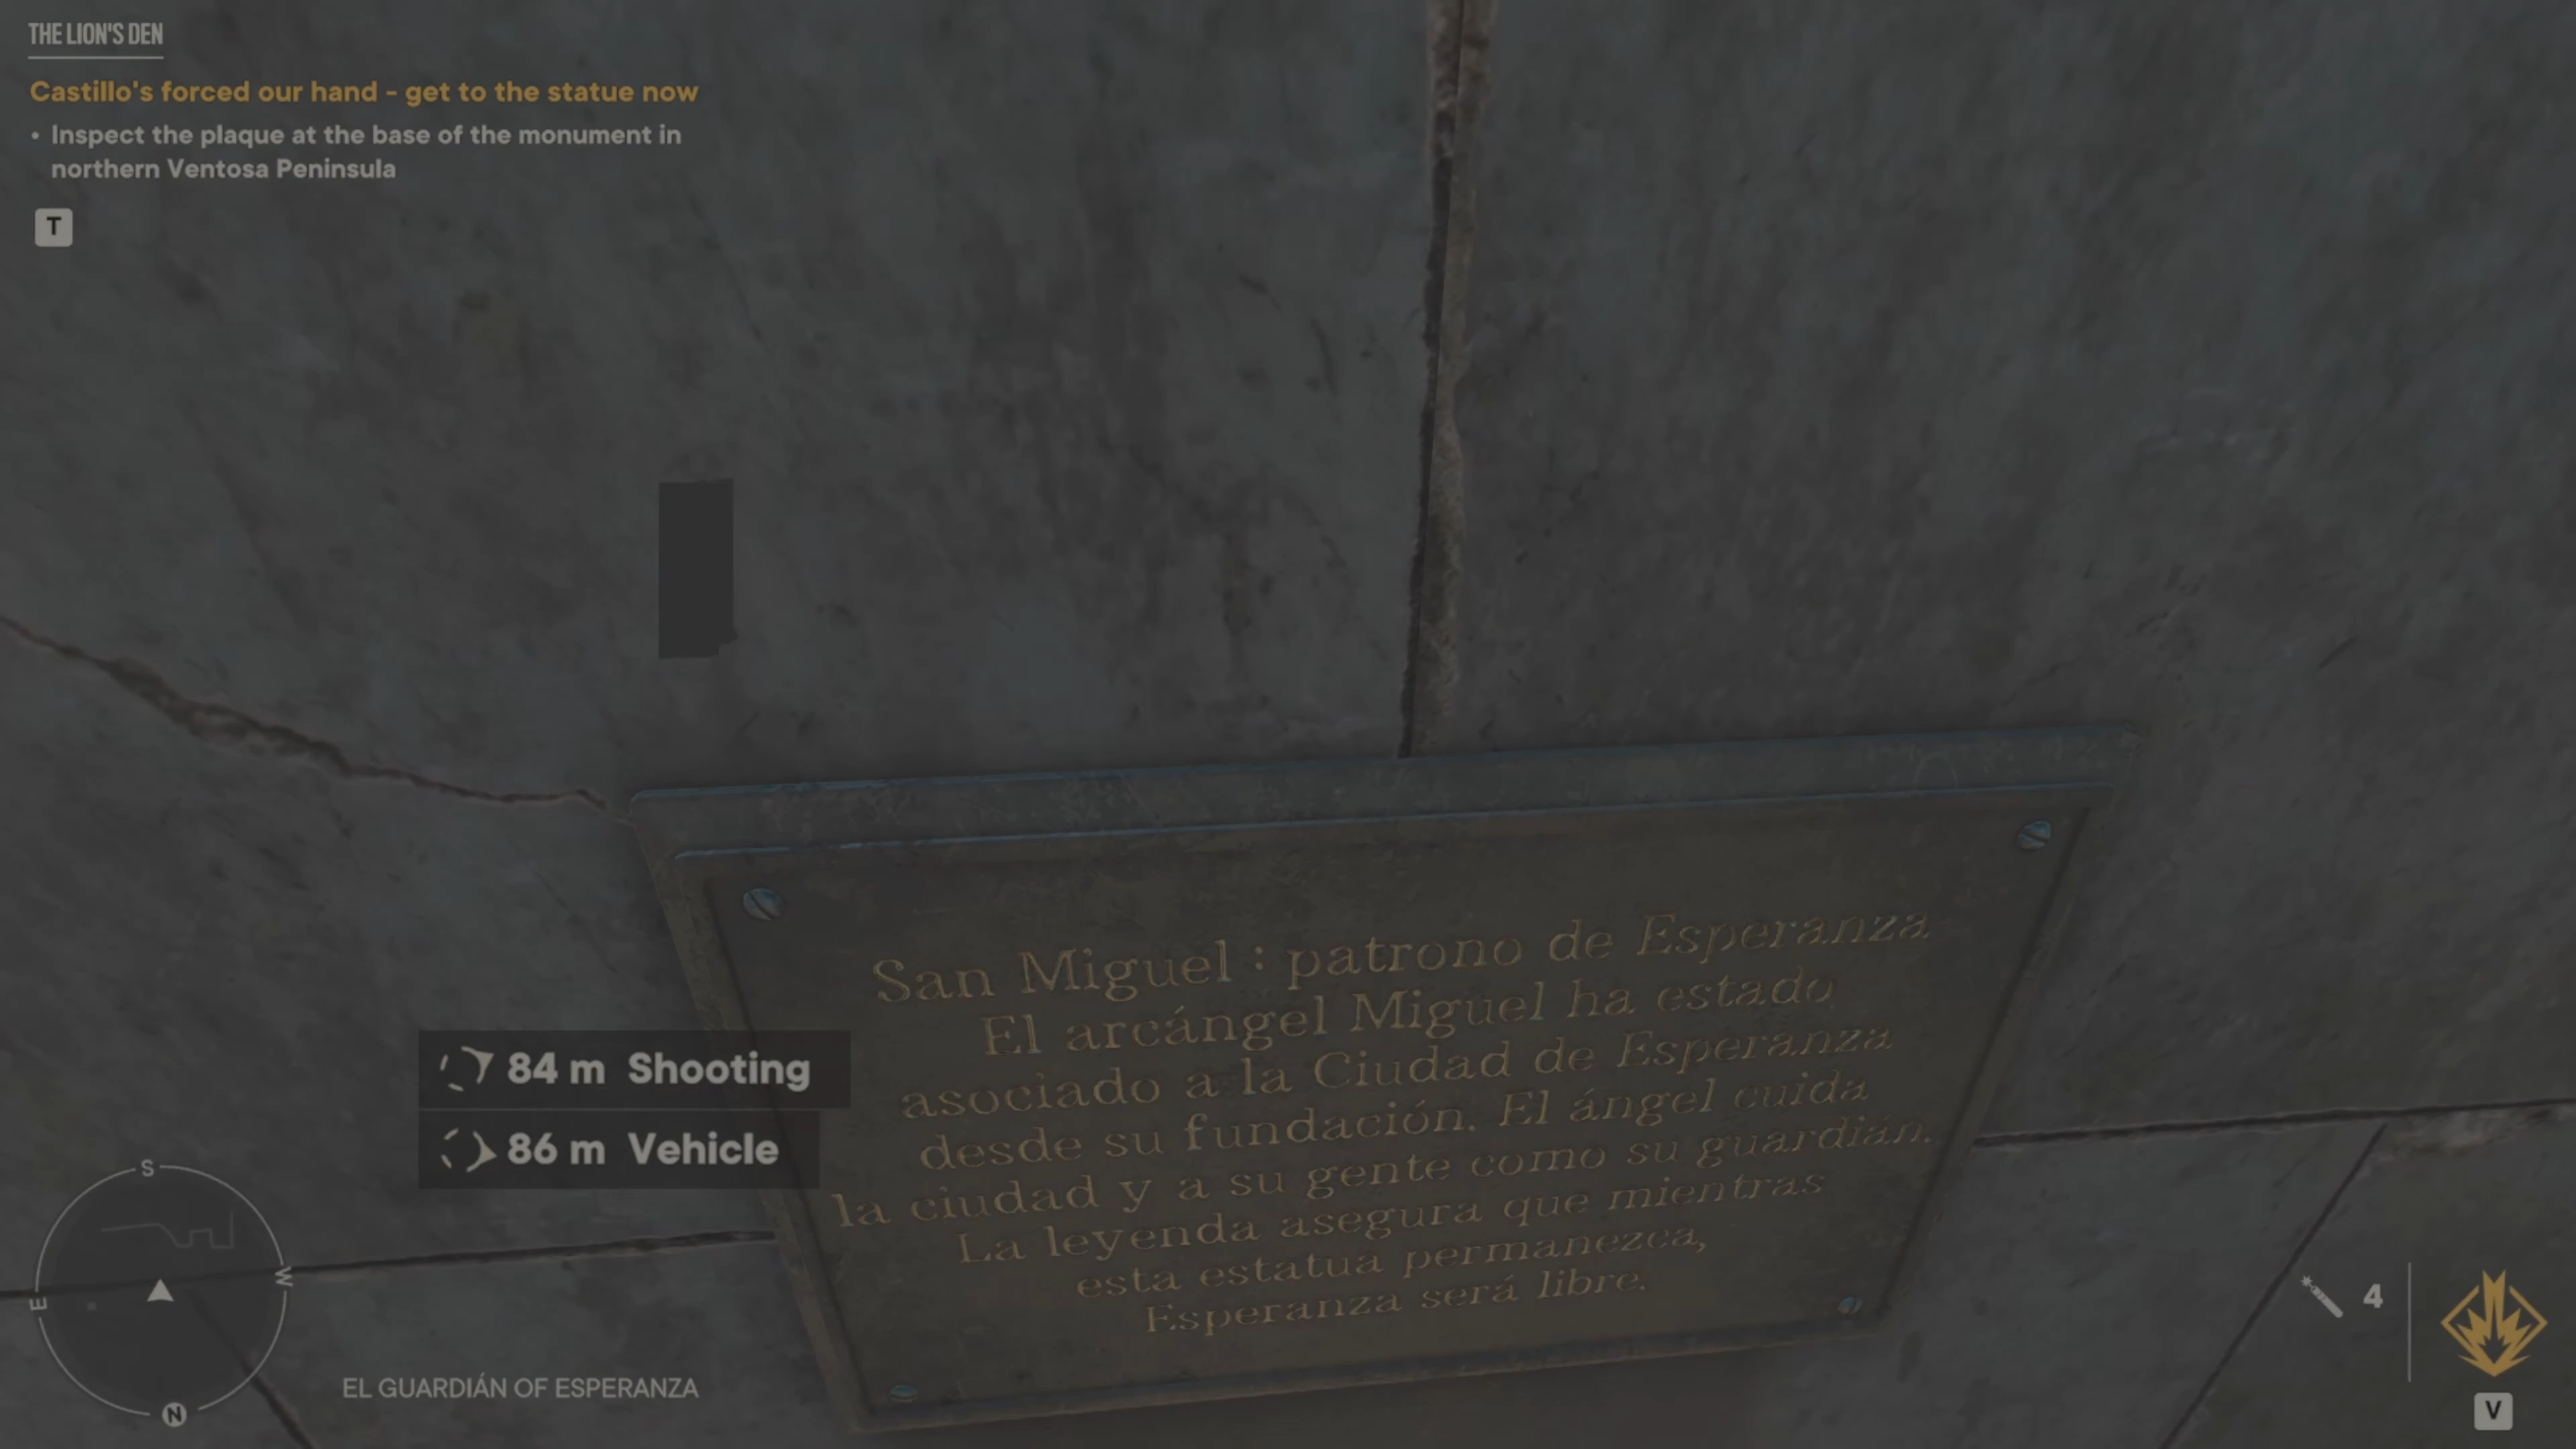 THE LION'S DEN
Castillo's forced our hand - get to the statue now
• Inspect the plaque at the base of the monument in
northern Ventosa Peninsula
T
San Miguel : patrono de Esperanza
El arcángel Miguel ha estado
asociado a la Ciudad de Esperanza
desde su fundación. El ángel cuida
la ciudad y a su gente como su guardián.
La leyenda asegura que mientras
esta estatua permanezca,
Esperanza será libre.
84 m Shooting
86 m Vehicle
S
W
E
N
EL GUARDIÁN OF ESPERANZA
4
V